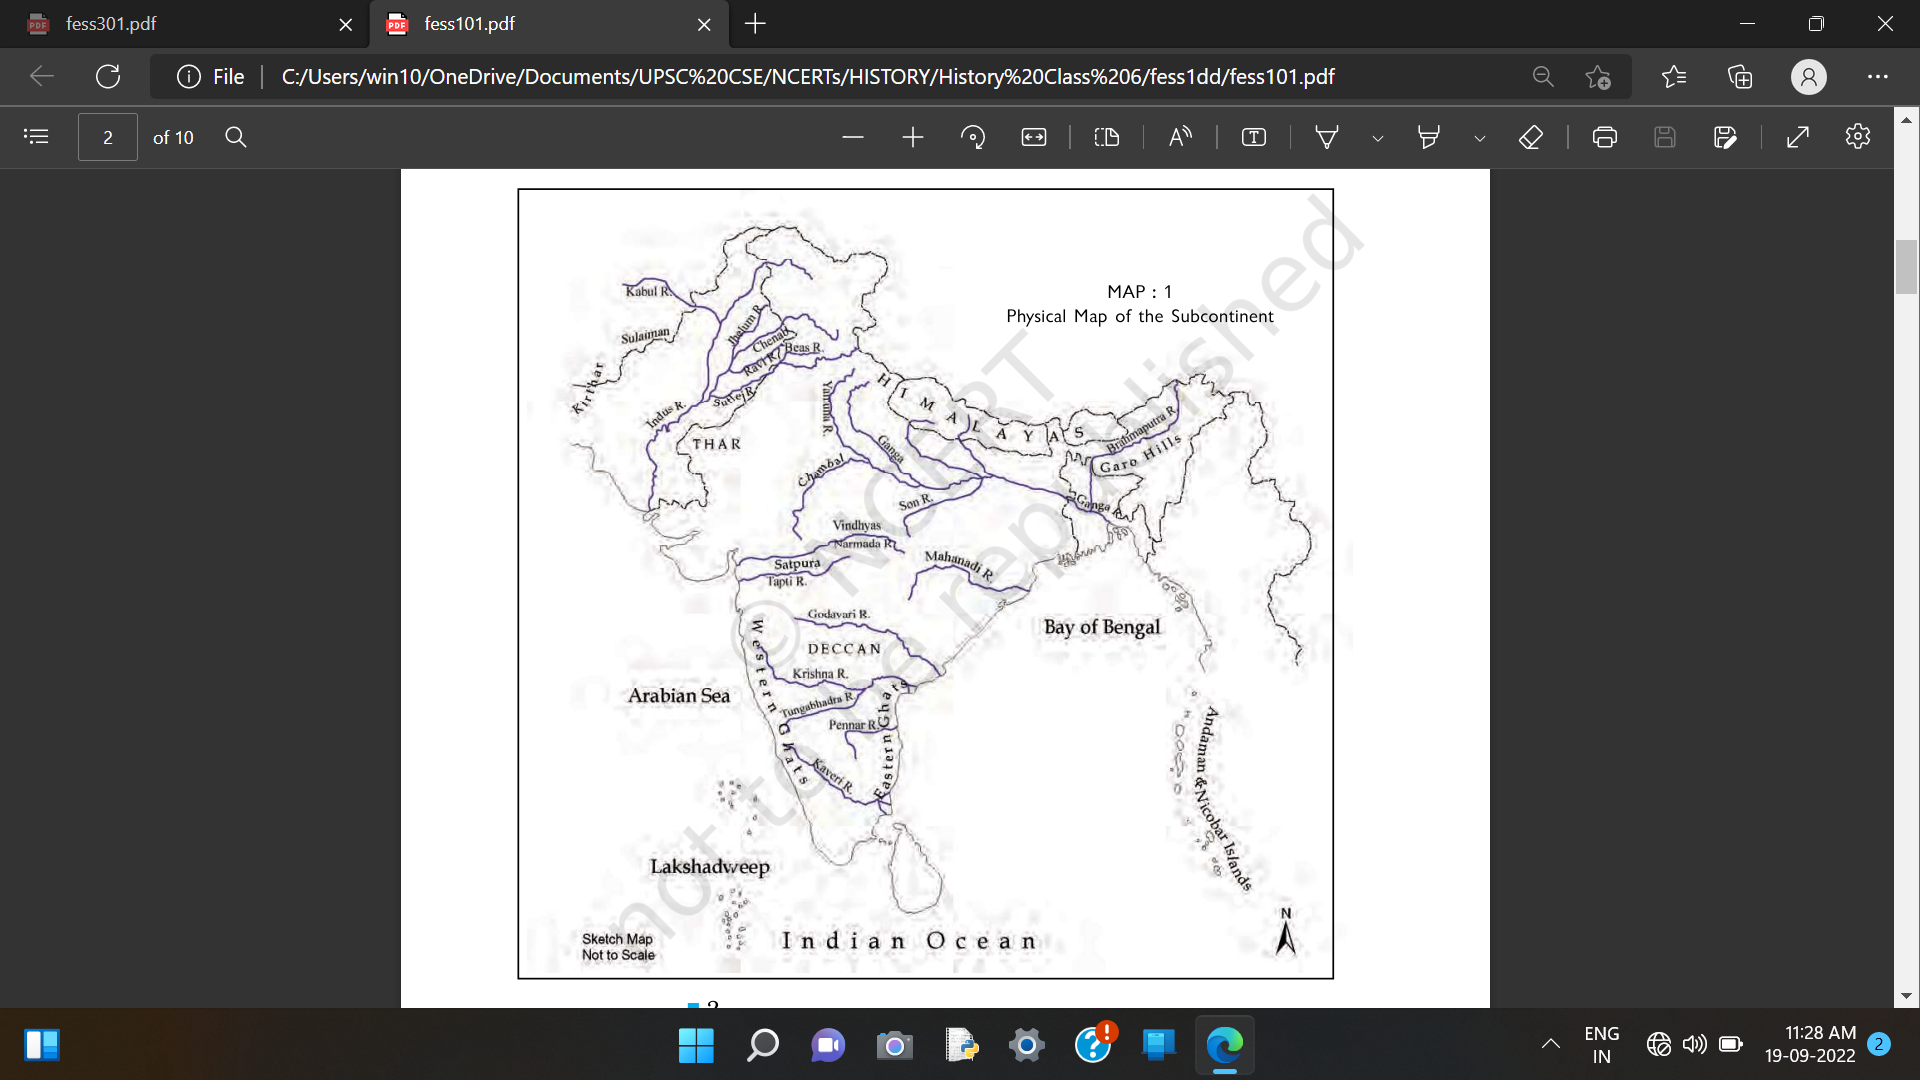 fess301.pdf
fess101.pdf
File
C:/Users/win10/OneDrive/Documents/UPSC%20CSE/NCERTs/HISTORY/History%20Class%206/fess1dd/fess101.pdf
2
of 10
MAP : 1
Physical Map of the Subcontinent
Kabul R.
Sulaiman
Kirthar
Jhelum R.
Chenab
Beas R.
Ravi R.
Sutlej R.
Indus R.
THAR
HIMALAYAS
Yamuna R.
Ganga
Brahmaputra R.
Garo Hills
Chambal
Son R.
Ganga R.
Vindhyas
Narmada R.
Satpura
Tapti R.
Mahanadi R.
Godavari R.
DECCAN
Krishna R.
Tungabhadra R.
Pennar R.
Kaveri R.
Western Ghats
Eastern Ghats
Bay of Bengal
Arabian Sea
Andaman & Nicobar Islands
Lakshadweep
Indian Ocean
Sketch Map
Not to Scale
N
© NCERT
not to be republished
2
ENG
IN
11:28 AM
19-09-2022
2